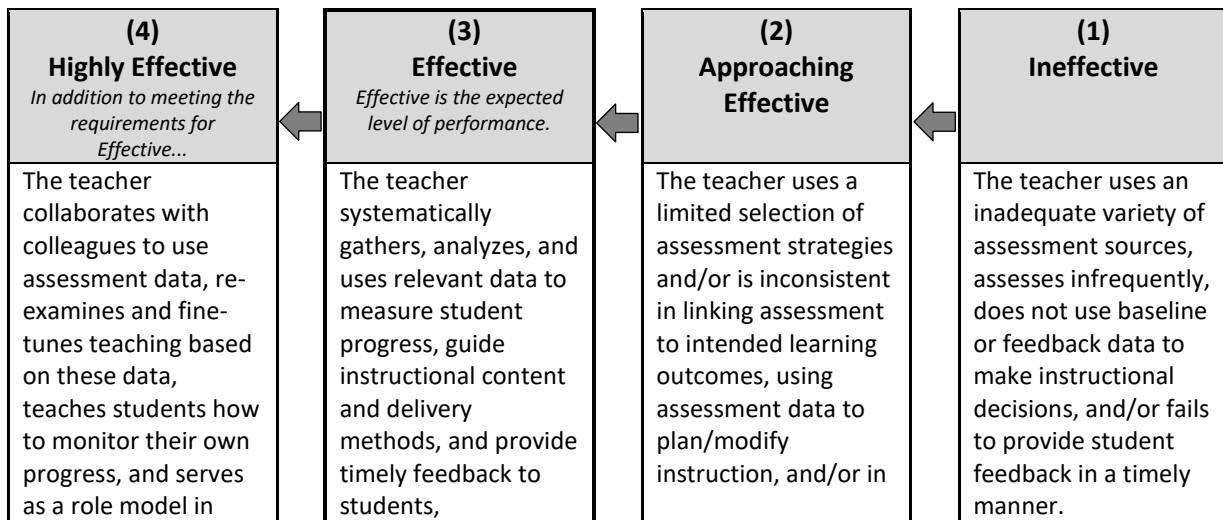 (4)
Highly Effective
In addition to meeting the
requirements for
Effective...
(3)
Effective
Effective is the expected
level of performance.
(2)
Approaching
Effective
(1)
Ineffective
The teacher
collaborates with
colleagues to use
assessment data, re-
examines and fine-
tunes teaching based
on these data,
teaches students how
to monitor their own
progress, and serves
as a role model in
The teacher
systematically
gathers, analyzes, and
uses relevant data to
measure student
progress, guide
instructional content
and delivery
methods, and provide
timely feedback to
students,
The teacher uses a
limited selection of
assessment strategies
and/or is inconsistent
in linking assessment
to intended learning
outcomes, using
assessment data to
plan/modify
instruction, and/or in
The teacher uses an
inadequate variety of
assessment sources,
assesses infrequently,
does not use baseline
or feedback data to
make instructional
decisions, and/or fails
to provide student
feedback in a timely
manner.